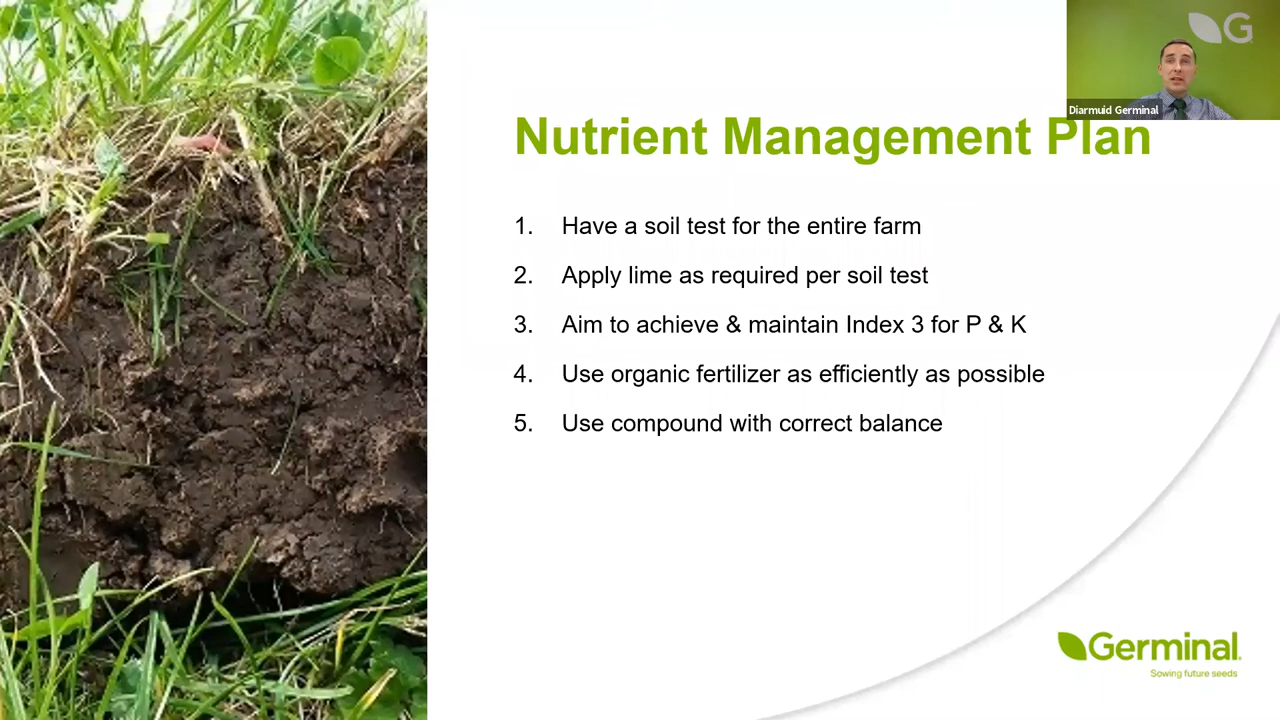 G
Diarmuid Germinal
Nutrient Management Plan
1. Have a soil test for the entire farm
2. Apply lime as required per soil test
3. Aim to achieve & maintain Index 3 for P & K
4. Use organic fertilizer as efficiently as possible
5. Use compound with correct balance
Germinal.
Sowing future seeds